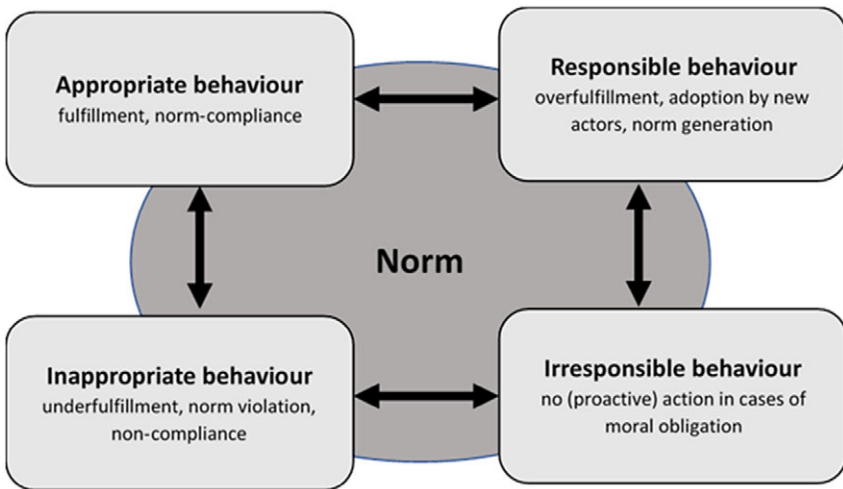 Appropriate behaviour
fulfillment, norm-compliance
Responsible behaviour
overfulfillment, adoption by new
actors, norm generation
Norm
Inappropriate behaviour
underfulfillment, norm violation,
non-compliance
Irresponsible behaviour
no (proactive) action in cases of
moral obligation